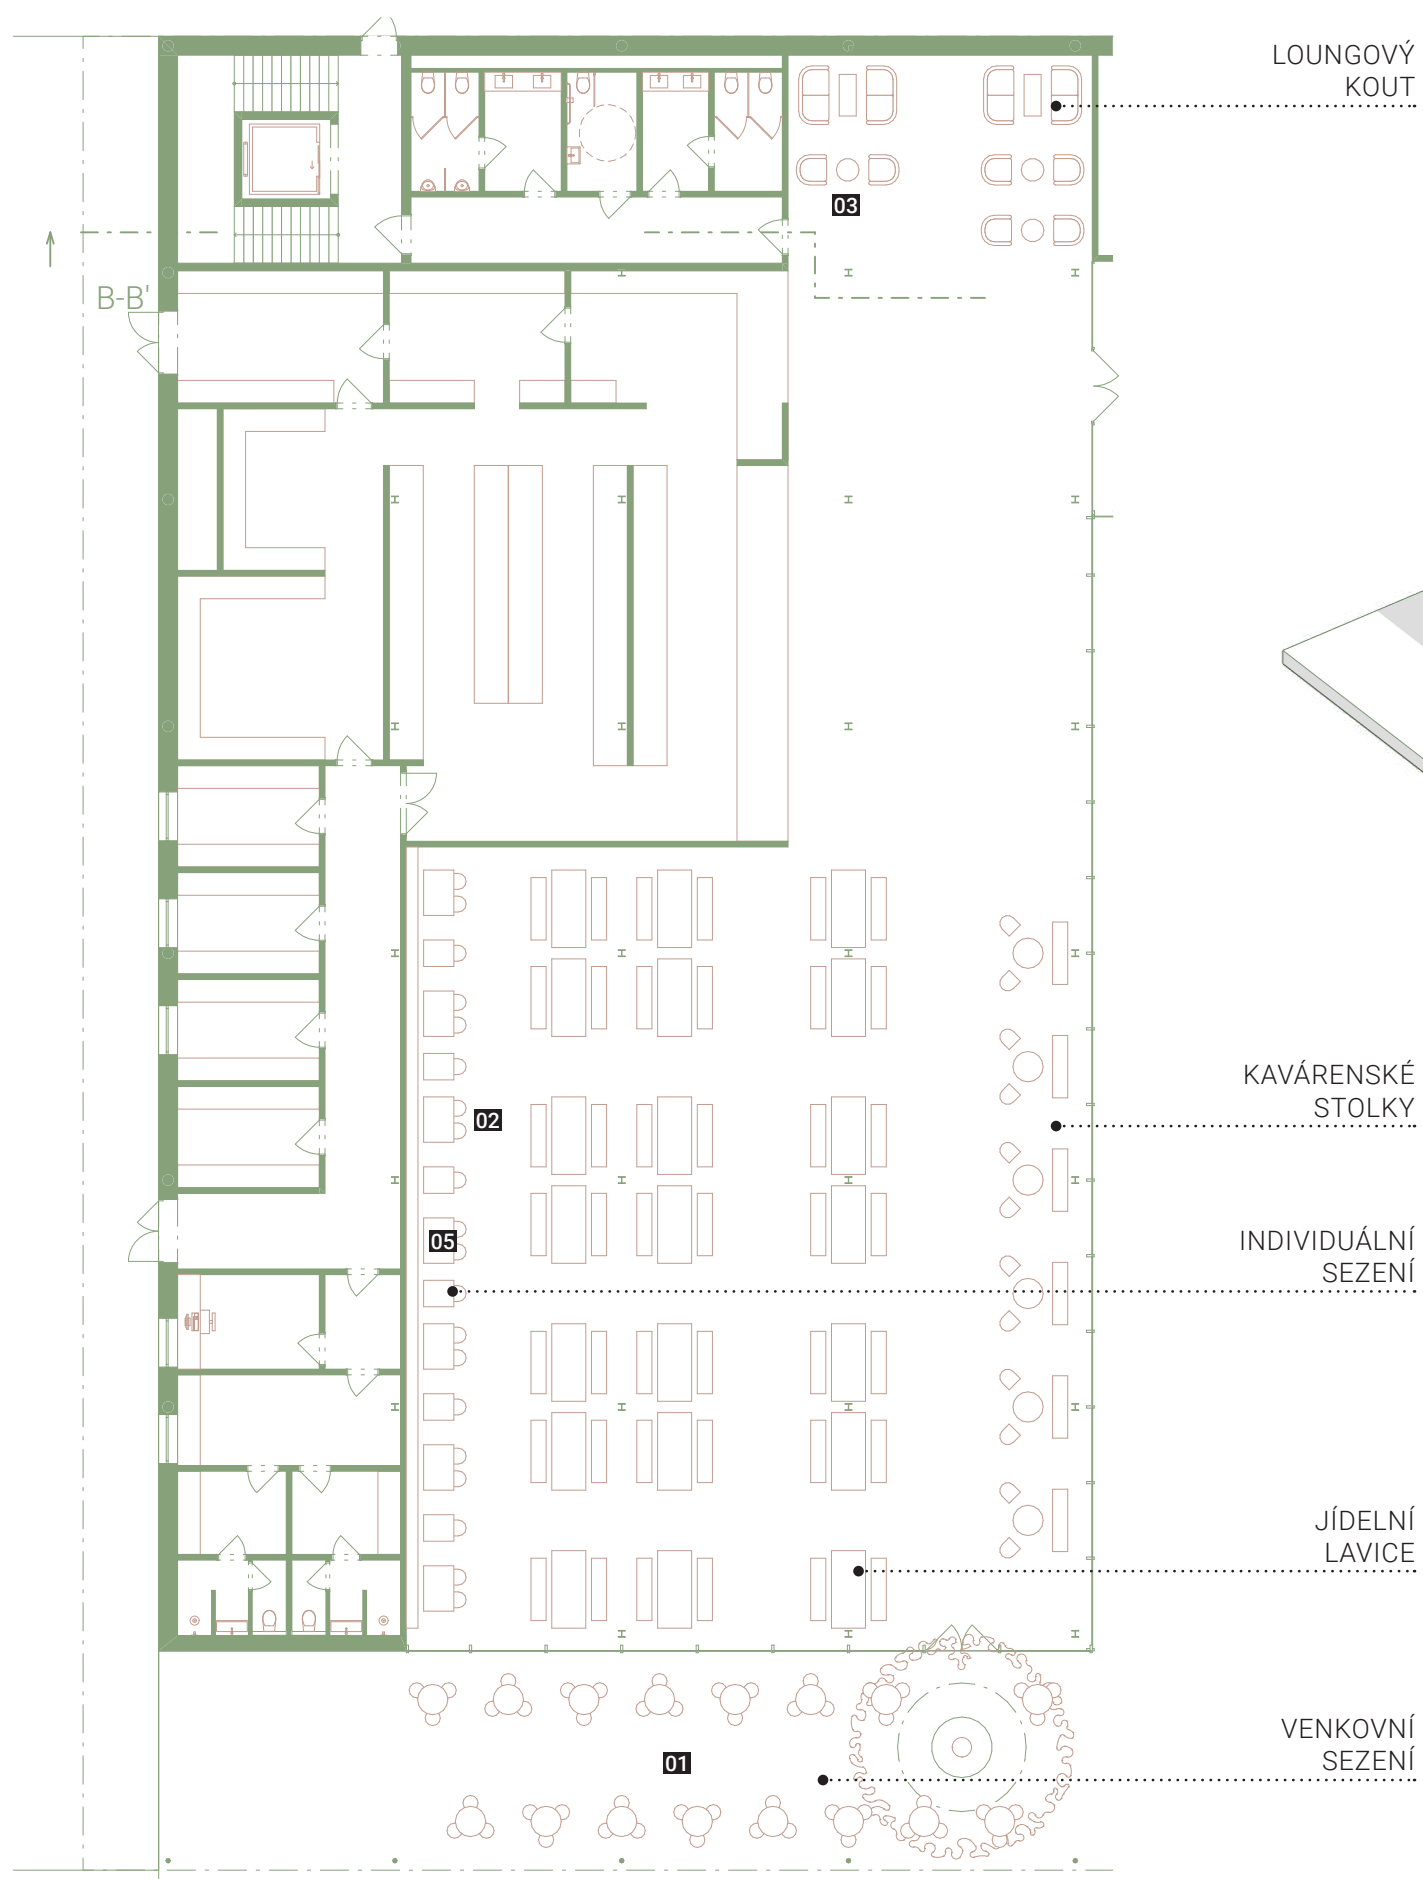 LOUNGOVÝ
KOUT
03
B-B'
KAVÁRENSKÉ
STOLKY
02
INDIVIDUÁLNÍ
SEZENÍ
05
JÍDELNÍ
LAVICE
VENKOVNÍ
SEZENÍ
01